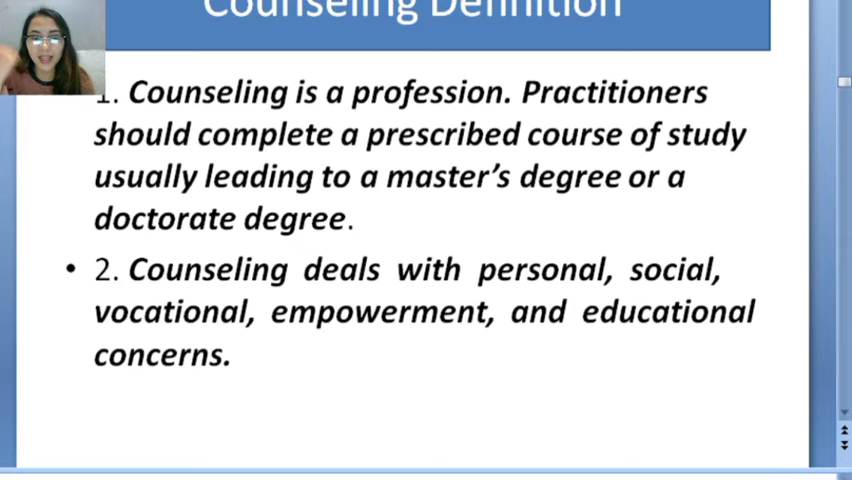 Counseling Definition
1. Counseling is a profession. Practitioners
should complete a prescribed course of study
usually leading to a master's degree or a
doctorate degree.
• 2. Counseling deals with personal, social,
vocational, empowerment, and educational
concerns.